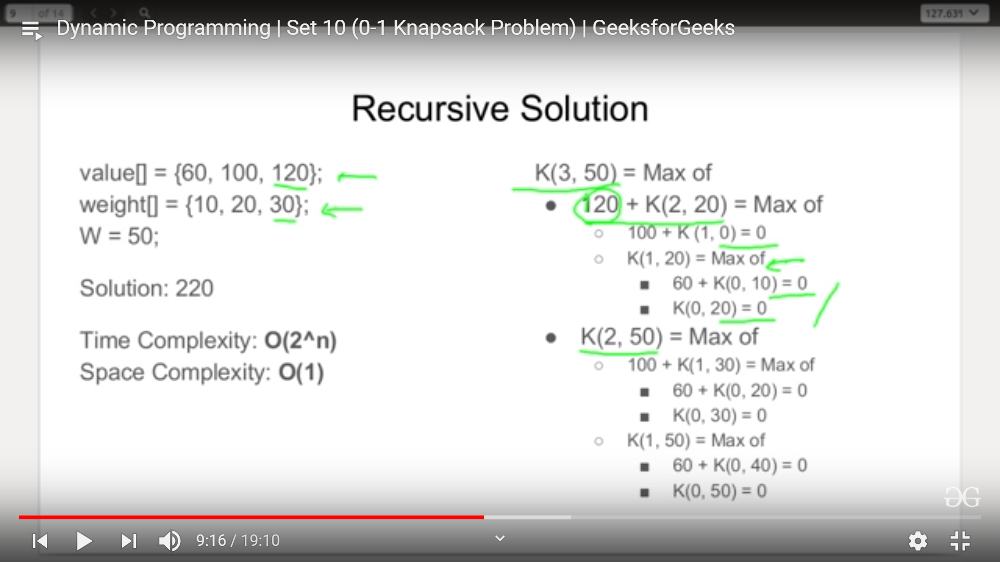 9 of 14
127.63%
Dynamic Programming | Set 10 (0-1 Knapsack Problem) | GeeksforGeeks
Recursive Solution
value[] = {60, 100, 120};
weight[] = {10, 20, 30};
W = 50;
Solution: 220
Time Complexity: O(2^n)
Space Complexity: O(1)
K(3, 50) = Max of
● 120 + K(2, 20) = Max of
○ 100 + K (1, 0) = 0
○ K(1, 20) = Max of
■ 60 + K(0, 10) = 0
■ K(0, 20) = 0
● K(2, 50) = Max of
○ 100 + K(1, 30) = Max of
■ 60 + K(0, 20) = 0
■ K(0, 30) = 0
○ K(1, 50) = Max of
■ 60 + K(0, 40) = 0
■ K(0, 50) = 0
GG
9:16 / 19:10